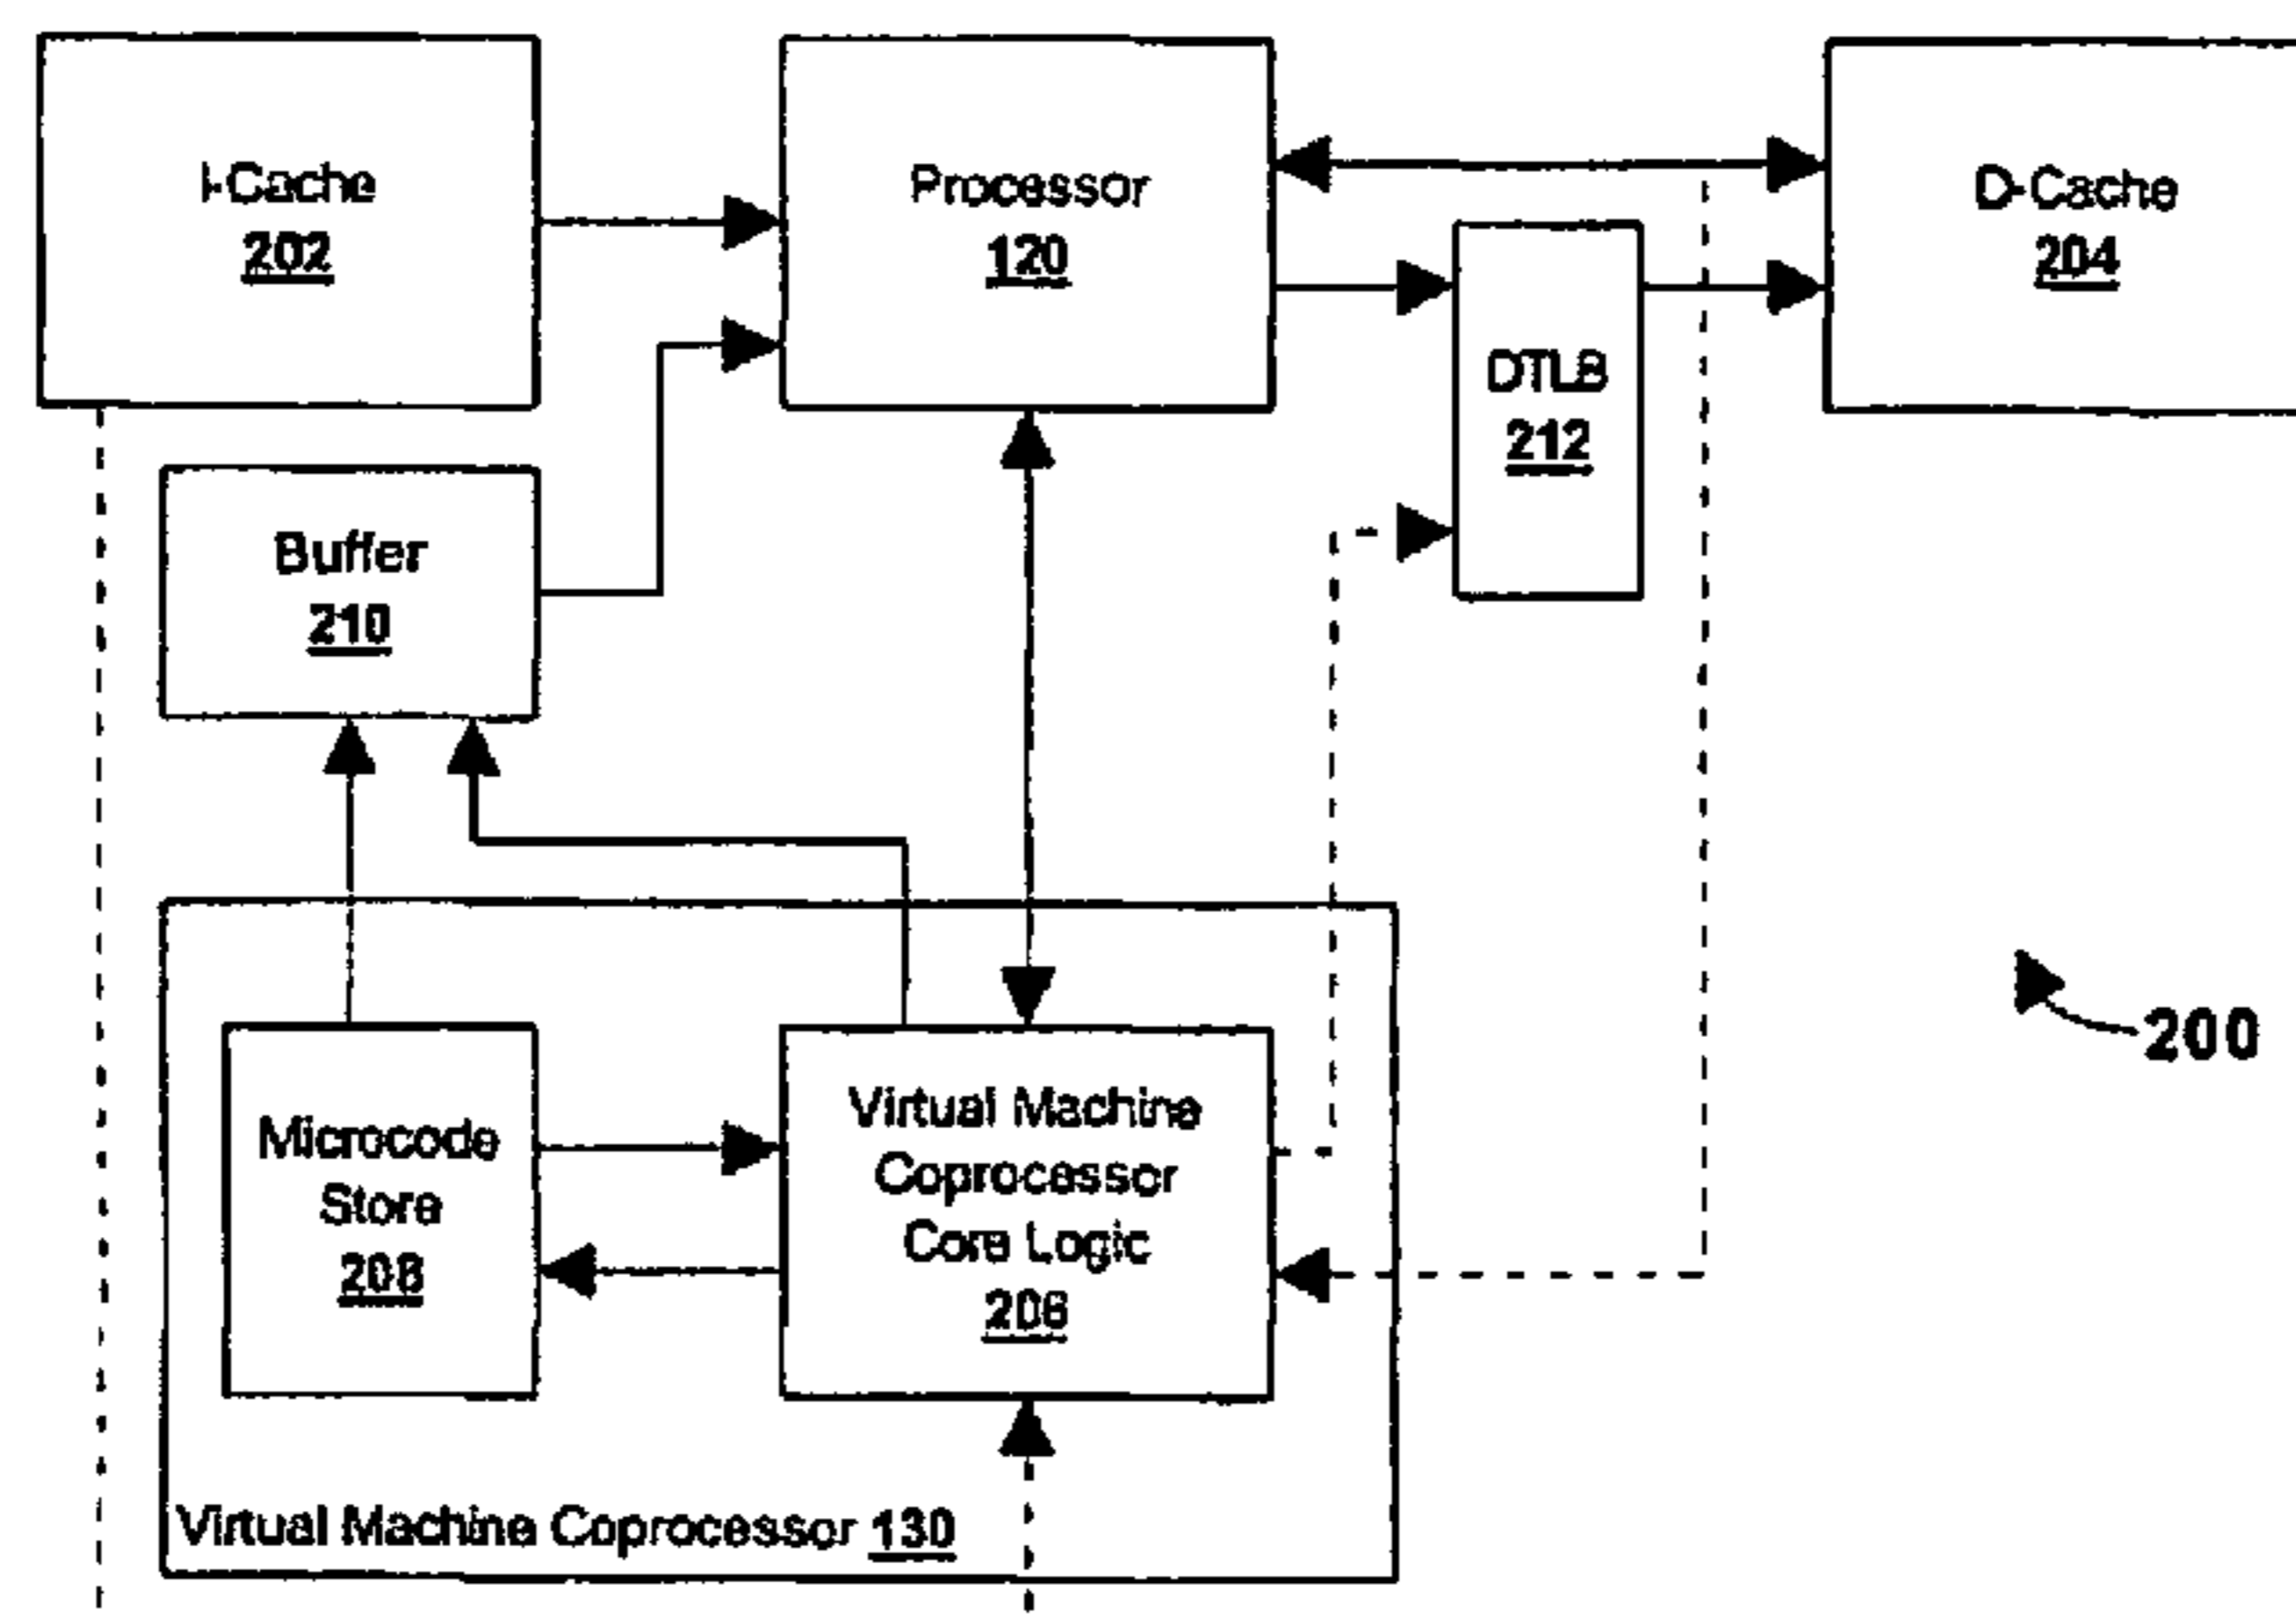 I-Cache
202
Processor
120
D-Cache
204
DTLB
212
Buffer
210
Microcode
Store
208
Virtual Machine
Coprocessor
Core Logic
206
200
Virtual Machine Coprocessor 130